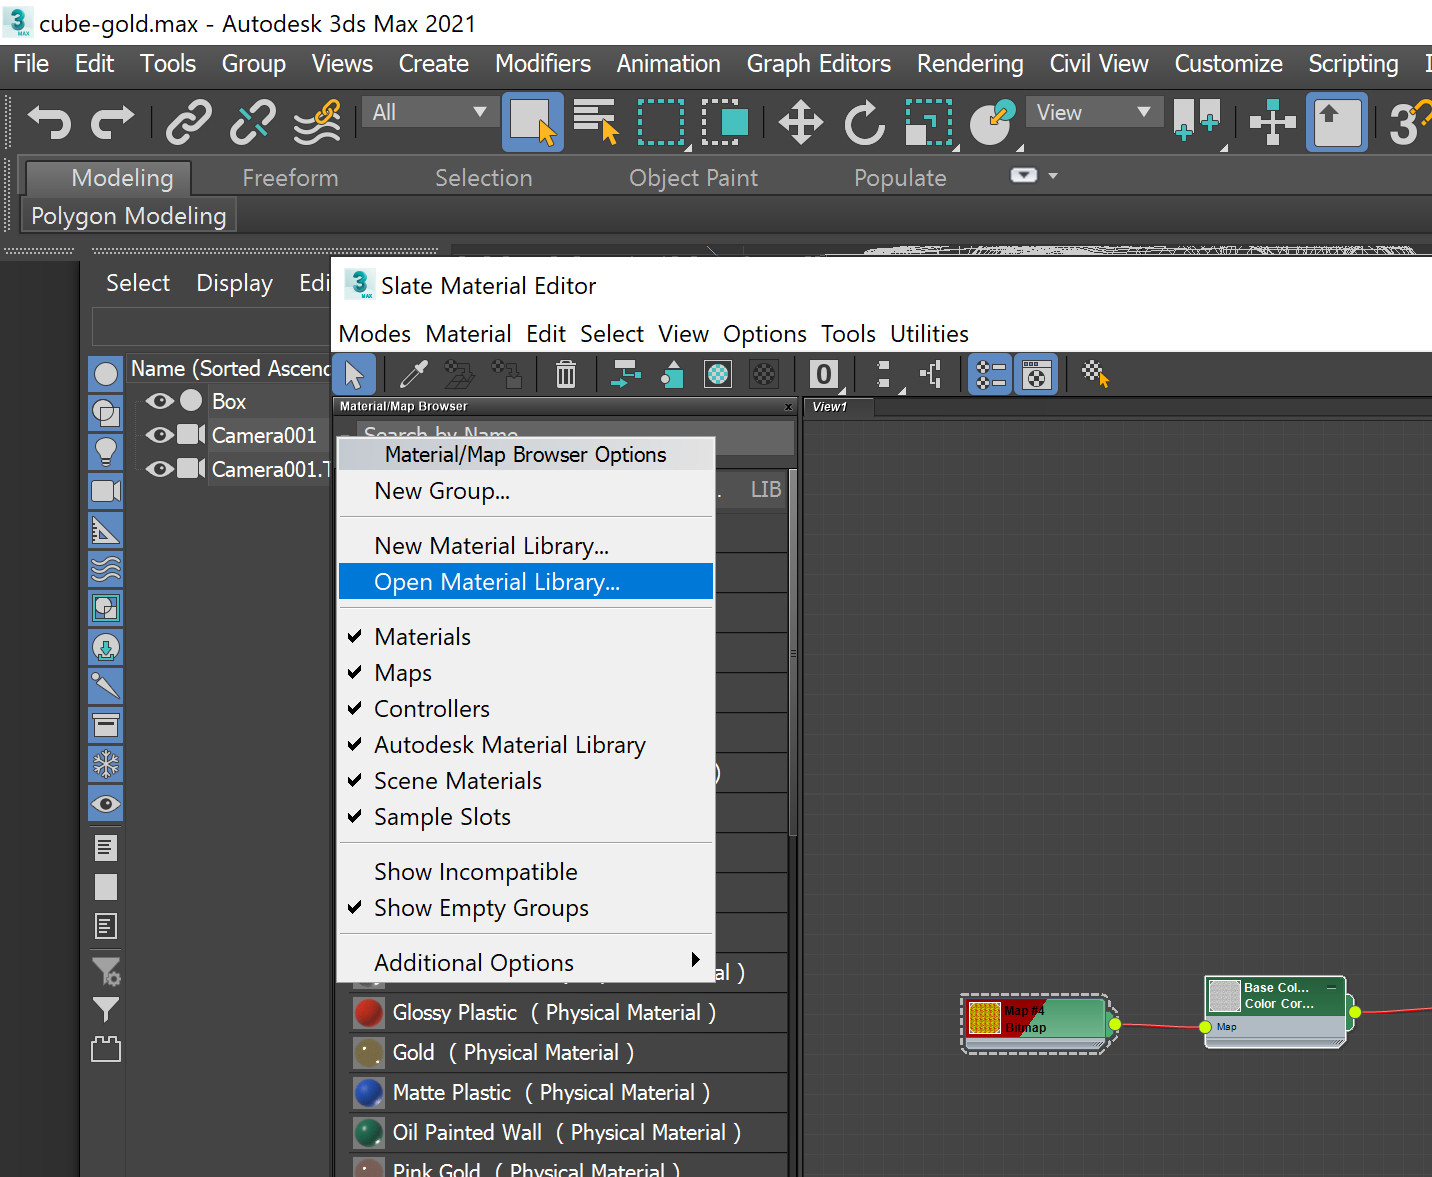 cube-gold.max - Autodesk 3ds Max 2021
File Edit Tools Group Views Create Modifiers Animation Graph Editors Rendering Civil View Customize Scripting
All View 3
Modeling Freeform Selection Object Paint Populate
Polygon Modeling
Select Display Edi
3 MAX Slate Material Editor
Modes Material Edit Select View Options Tools Utilities
0
Name (Sorted Ascend
Material/Map Browser x
View1
Search by Name
Box
Camera001
Camera001.T
Material/Map Browser Options
New Group...
. LIB
New Material Library...
Open Material Library...
Materials
Maps
Controllers
Autodesk Material Library
Scene Materials
)
Sample Slots
Show Incompatible
Show Empty Groups
Additional Options
al )
Glossy Plastic ( Physical Material )
Gold ( Physical Material )
Matte Plastic ( Physical Material )
Oil Painted Wall ( Physical Material )
Pink Gold ( Physical Material )
Map #4
Bitmap
Base Col...
Color Cor...
Map